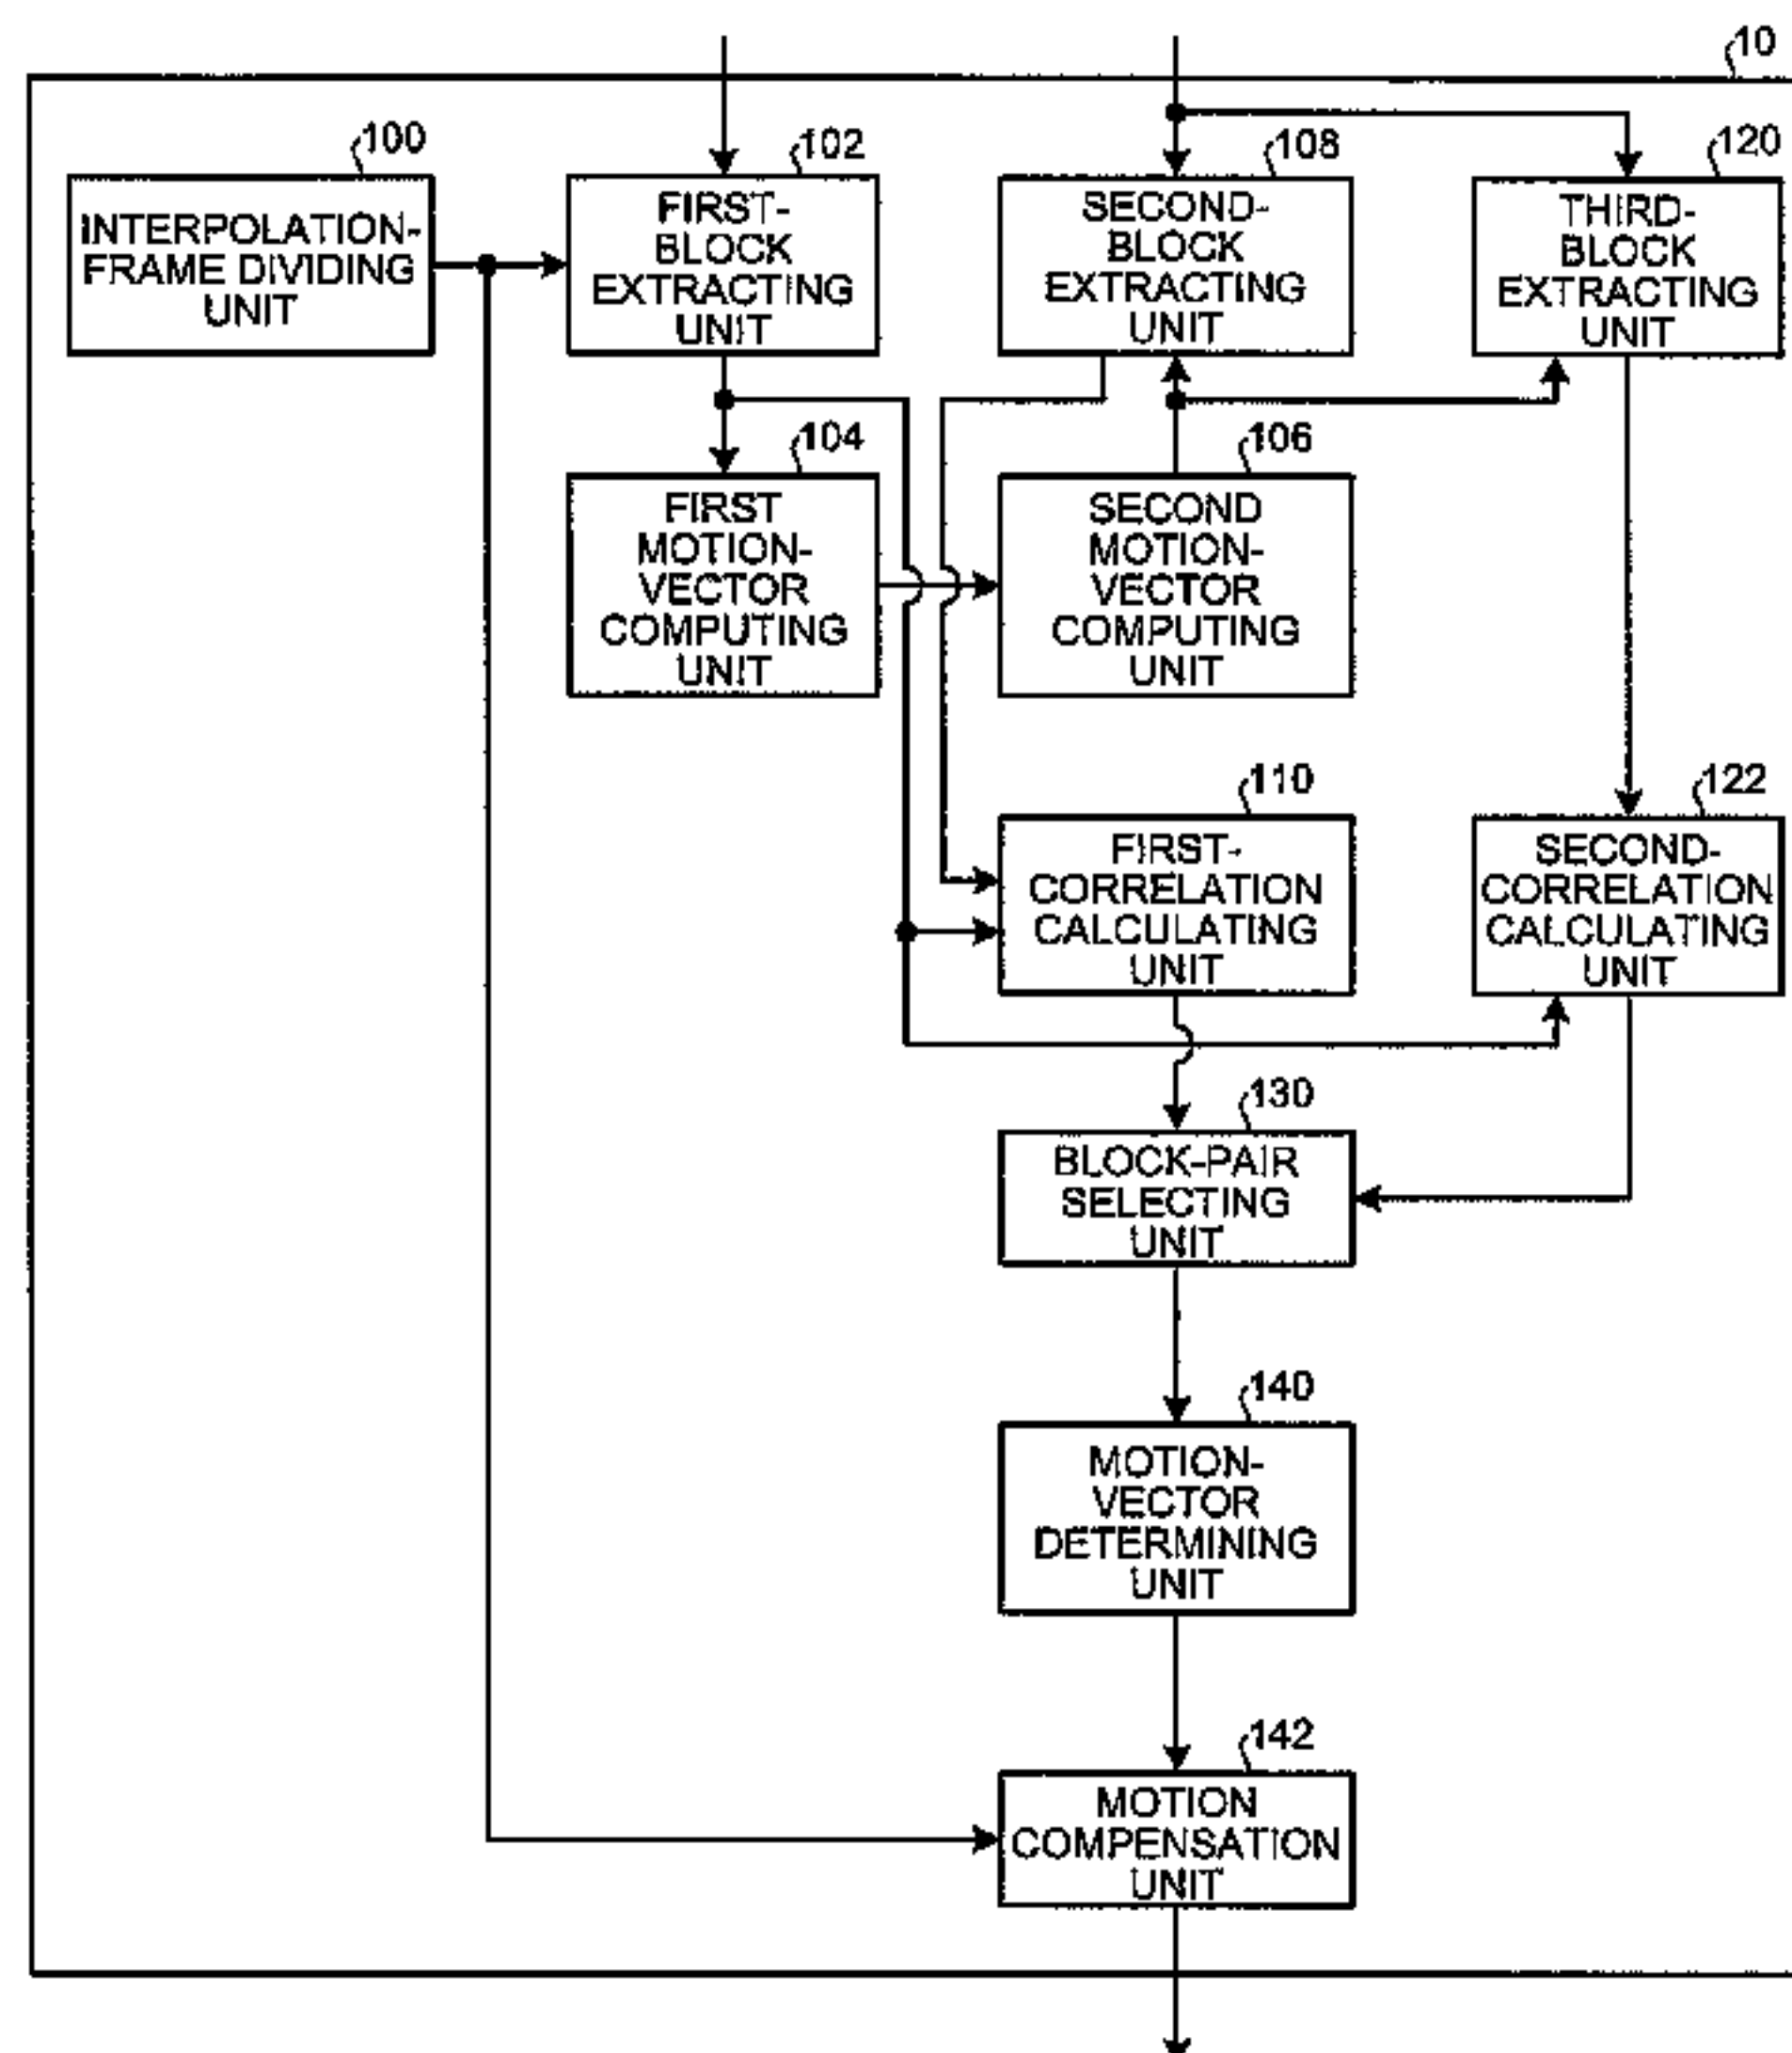 10
100
INTERPOLATION-
FRAME DIVIDING
UNIT
102
FIRST-
BLOCK
EXTRACTING
UNIT
108
SECOND-
BLOCK
EXTRACTING
UNIT
120
THIRD-
BLOCK
EXTRACTING
UNIT
104
FIRST
MOTION-
VECTOR
COMPUTING
UNIT
106
SECOND
MOTION-
VECTOR
COMPUTING
UNIT
110
FIRST-
CORRELATION
CALCULATING
UNIT
122
SECOND-
CORRELATION
CALCULATING
UNIT
130
BLOCK-PAIR
SELECTING
UNIT
140
MOTION-
VECTOR
DETERMINING
UNIT
142
MOTION
COMPENSATION
UNIT